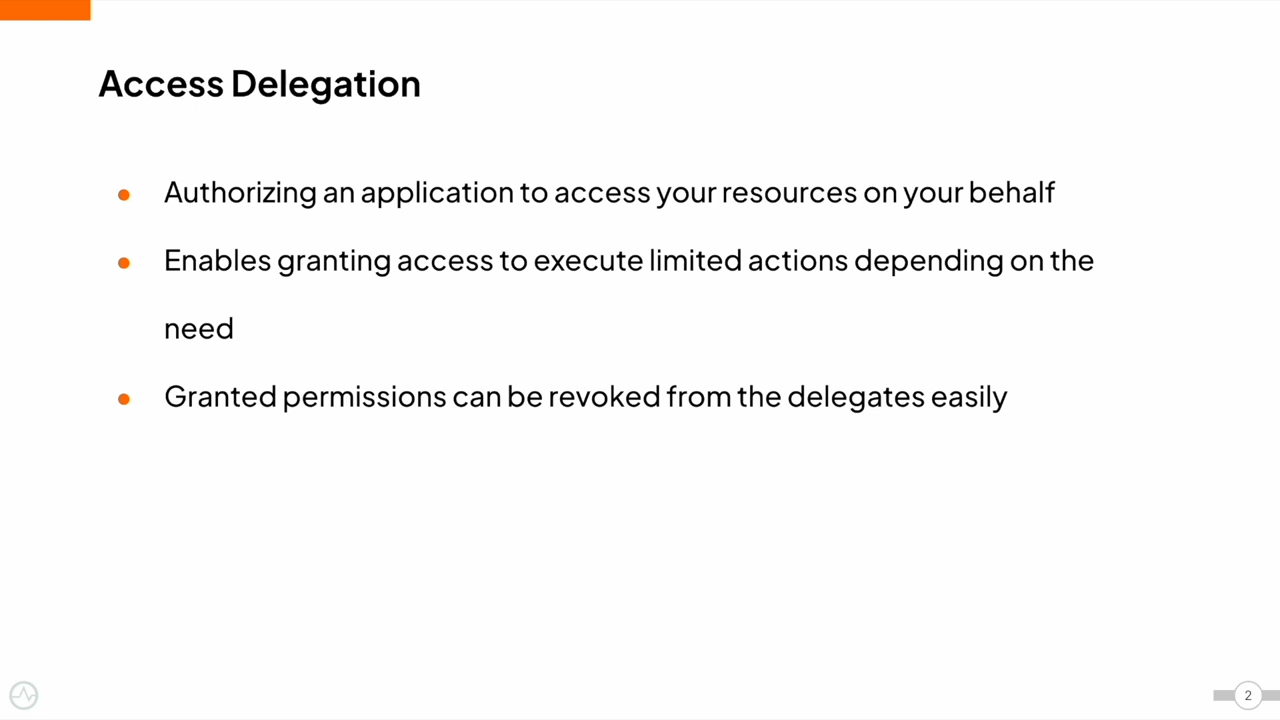 Access Delegation
Authorizing an application to access your resources on your behalf
Enables granting access to execute limited actions depending on the
need
Granted permissions can be revoked from the delegates easily
2